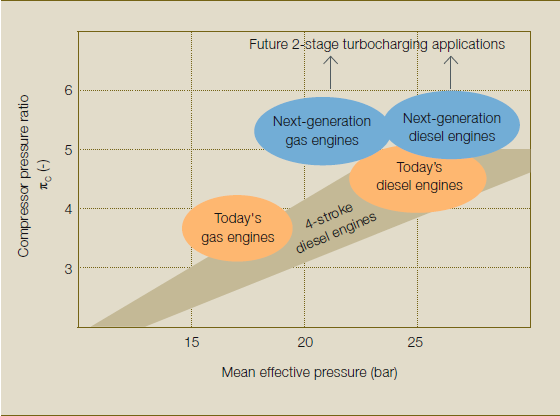 Future 2-stage turbocharging applications
Compressor pressure ratio
πc (-)
6
5
4
3
Next-generation
gas engines
Next-generation
diesel engines
Today's
diesel engines
Today's
gas engines
4-stroke
diesel engines
15
20
25
Mean effective pressure (bar)